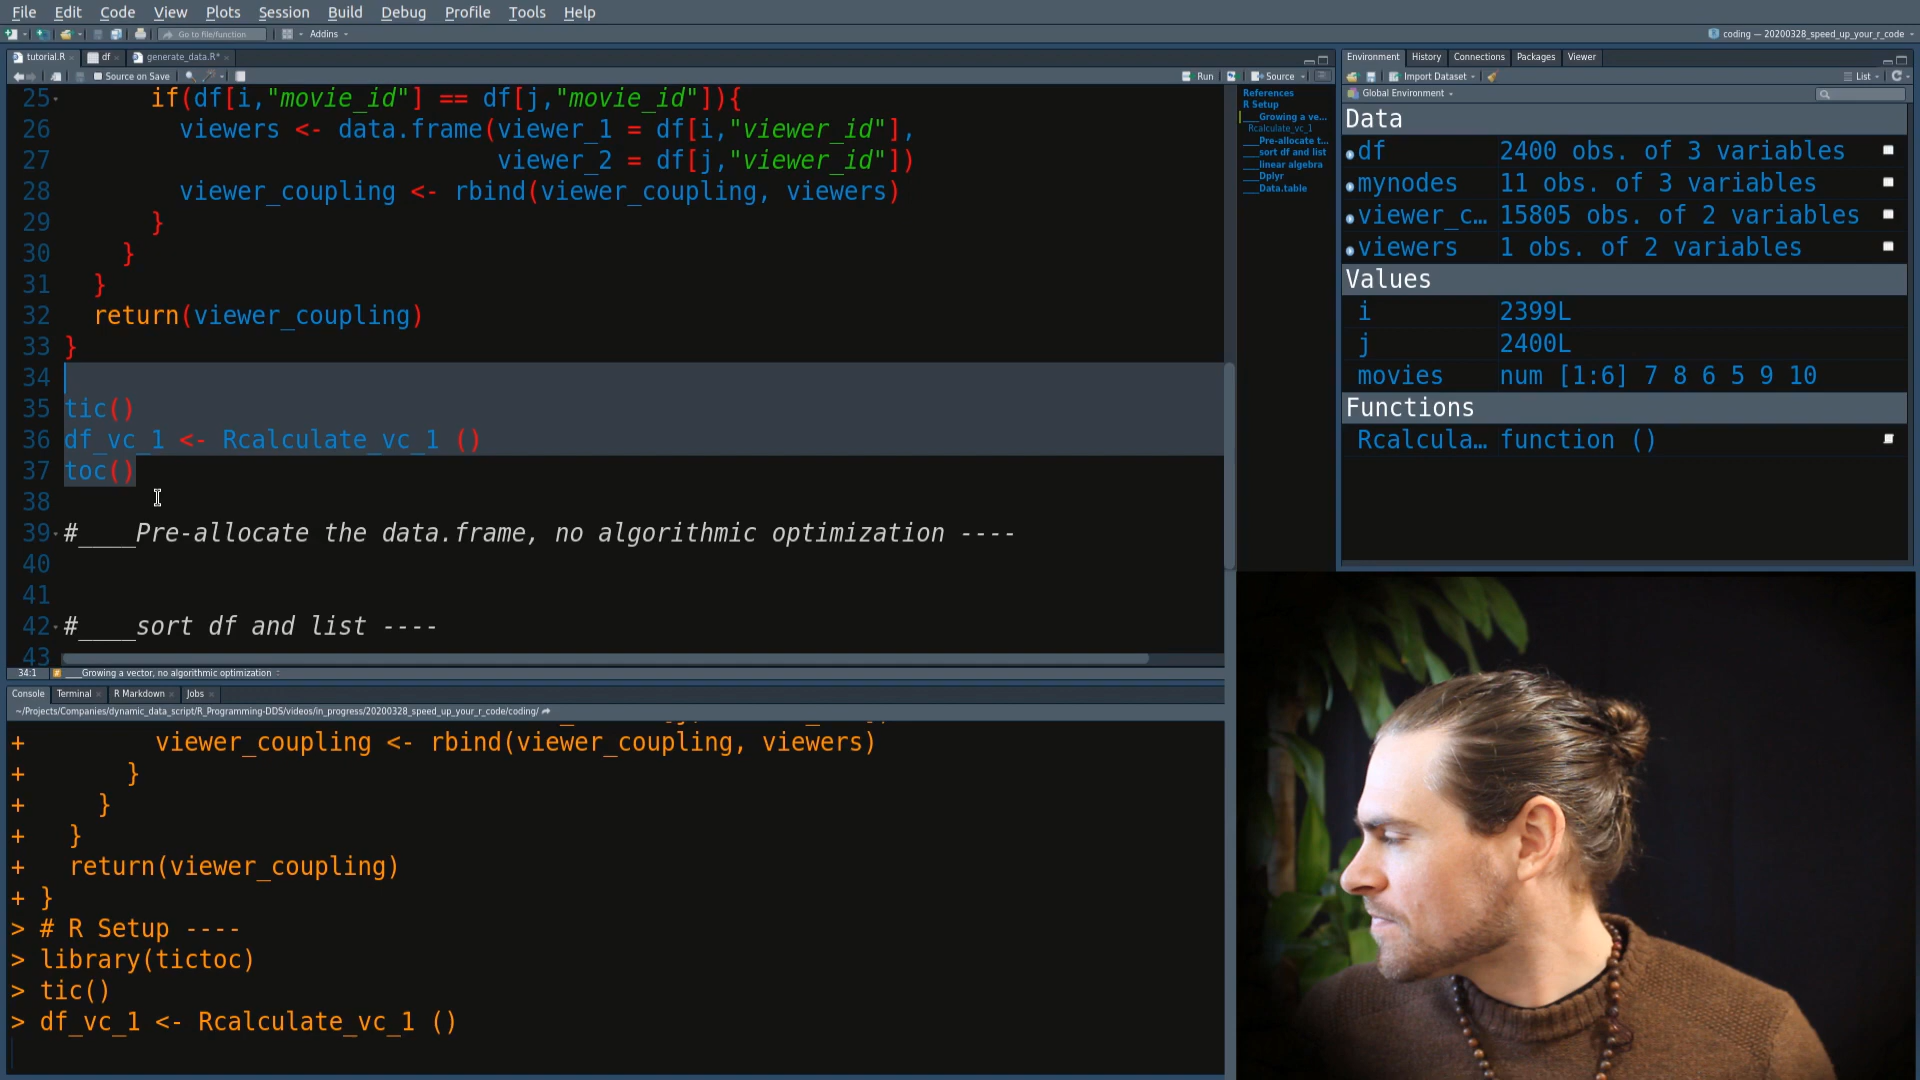 File Edit Code View Plots Session Build Debug Profile Tools Help
Go to file/function Addins coding — 20200328_speed_up_your_r_code
tutorial.R df generate_data.R*
Source on Save Run Source
25 if(df[i,"movie_id"] == df[j,"movie_id"]){
26 viewers <- data.frame(viewer_1 = df[i,"viewer_id"],
27 viewer_2 = df[j,"viewer_id"])
28 viewer_coupling <- rbind(viewer_coupling, viewers)
29 }
30 }
31 }
32 return(viewer_coupling)
33 }
34
35 tic()
36 df_vc_1 <- Rcalculate_vc_1 ()
37 toc()
38
39 #____Pre-allocate the data.frame, no algorithmic optimization ----
40
41
42 #____sort df and list ----
43
34:1 ____Growing a vector, no algorithmic optimization
References
R Setup
____Growing a ve...
Rcalculate_vc_1
____Pre-allocate t...
____sort df and list
____linear algebra
____Dplyr
____Data.table
Console Terminal R Markdown Jobs
~/Projects/Companies/dynamic_data_script/R_Programming-DDS/videos/in_progress/20200328_speed_up_your_r_code/coding/
+ viewer_coupling <- rbind(viewer_coupling, viewers)
+ }
+ }
+ }
+ return(viewer_coupling)
+ }
> # R Setup ----
> library(tictoc)
> tic()
> df_vc_1 <- Rcalculate_vc_1 ()
Environment History Connections Packages Viewer
Import Dataset List
Global Environment
Data
df 2400 obs. of 3 variables
mynodes 11 obs. of 3 variables
viewer_c… 15805 obs. of 2 variables
viewers 1 obs. of 2 variables
Values
i 2399L
j 2400L
movies num [1:6] 7 8 6 5 9 10
Functions
Rcalcula… function ()